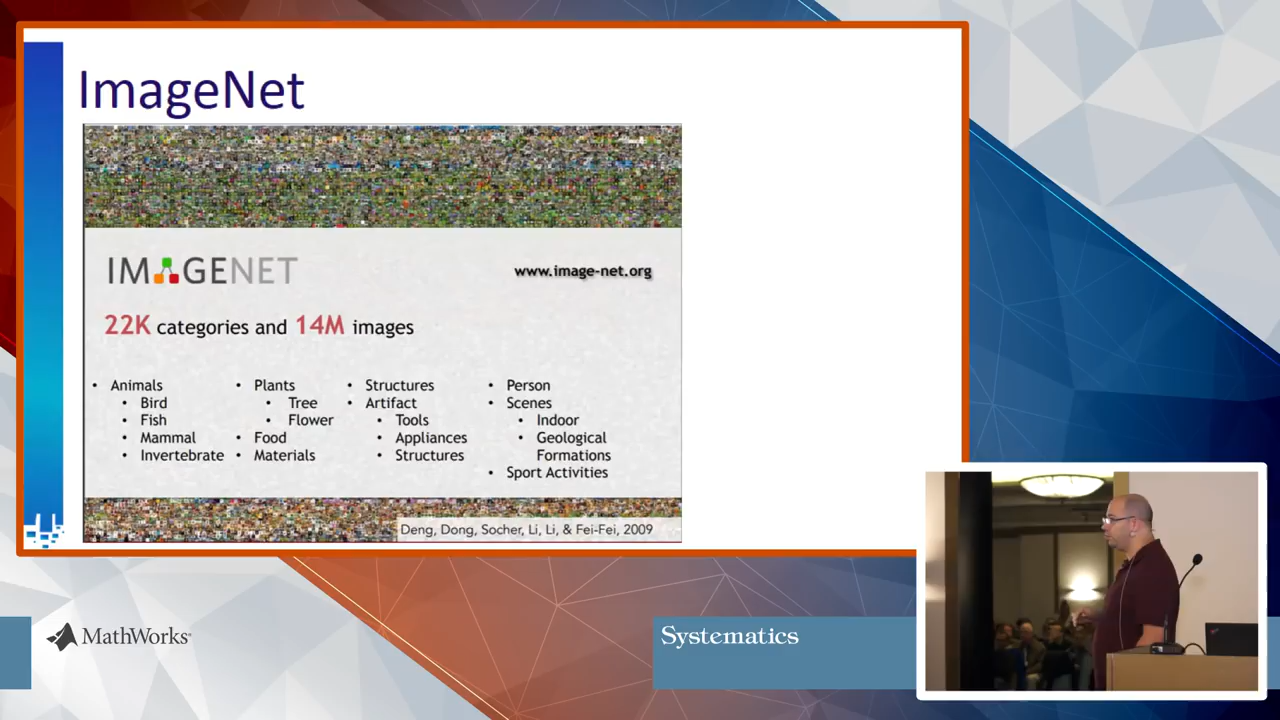 ImageNet
IMAGENET
www.image-net.org
22K categories and 14M images
• Animals
• Bird
• Fish
• Mammal
• Invertebrate
• Plants
• Tree
• Flower
• Food
• Materials
• Structures
• Artifact
• Tools
• Appliances
• Structures
• Person
• Scenes
• Indoor
• Geological
Formations
• Sport Activities
Deng, Dong, Socher, Li, Li, & Fei-Fei, 2009
MathWorks®
Systematics